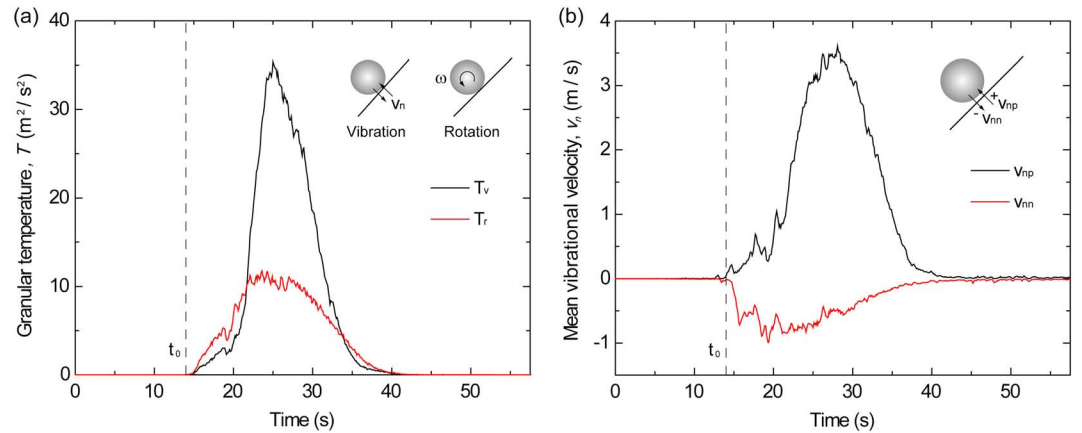 (a)
Granular temperature , T (m²/ s²)
40
30
20
10
0
t₀
ω
vₙ
Vibration
Rotation
Tᵥ
Tᵣ
0 10 20 30 40 50
Time (s)
(b)
Mean vibrational velocity, vₙ (m / s)
4
3
2
1
0
-1
t₀
+
vnp
-
vnn
vnp
vnn
0 10 20 30 40 50
Time (s)